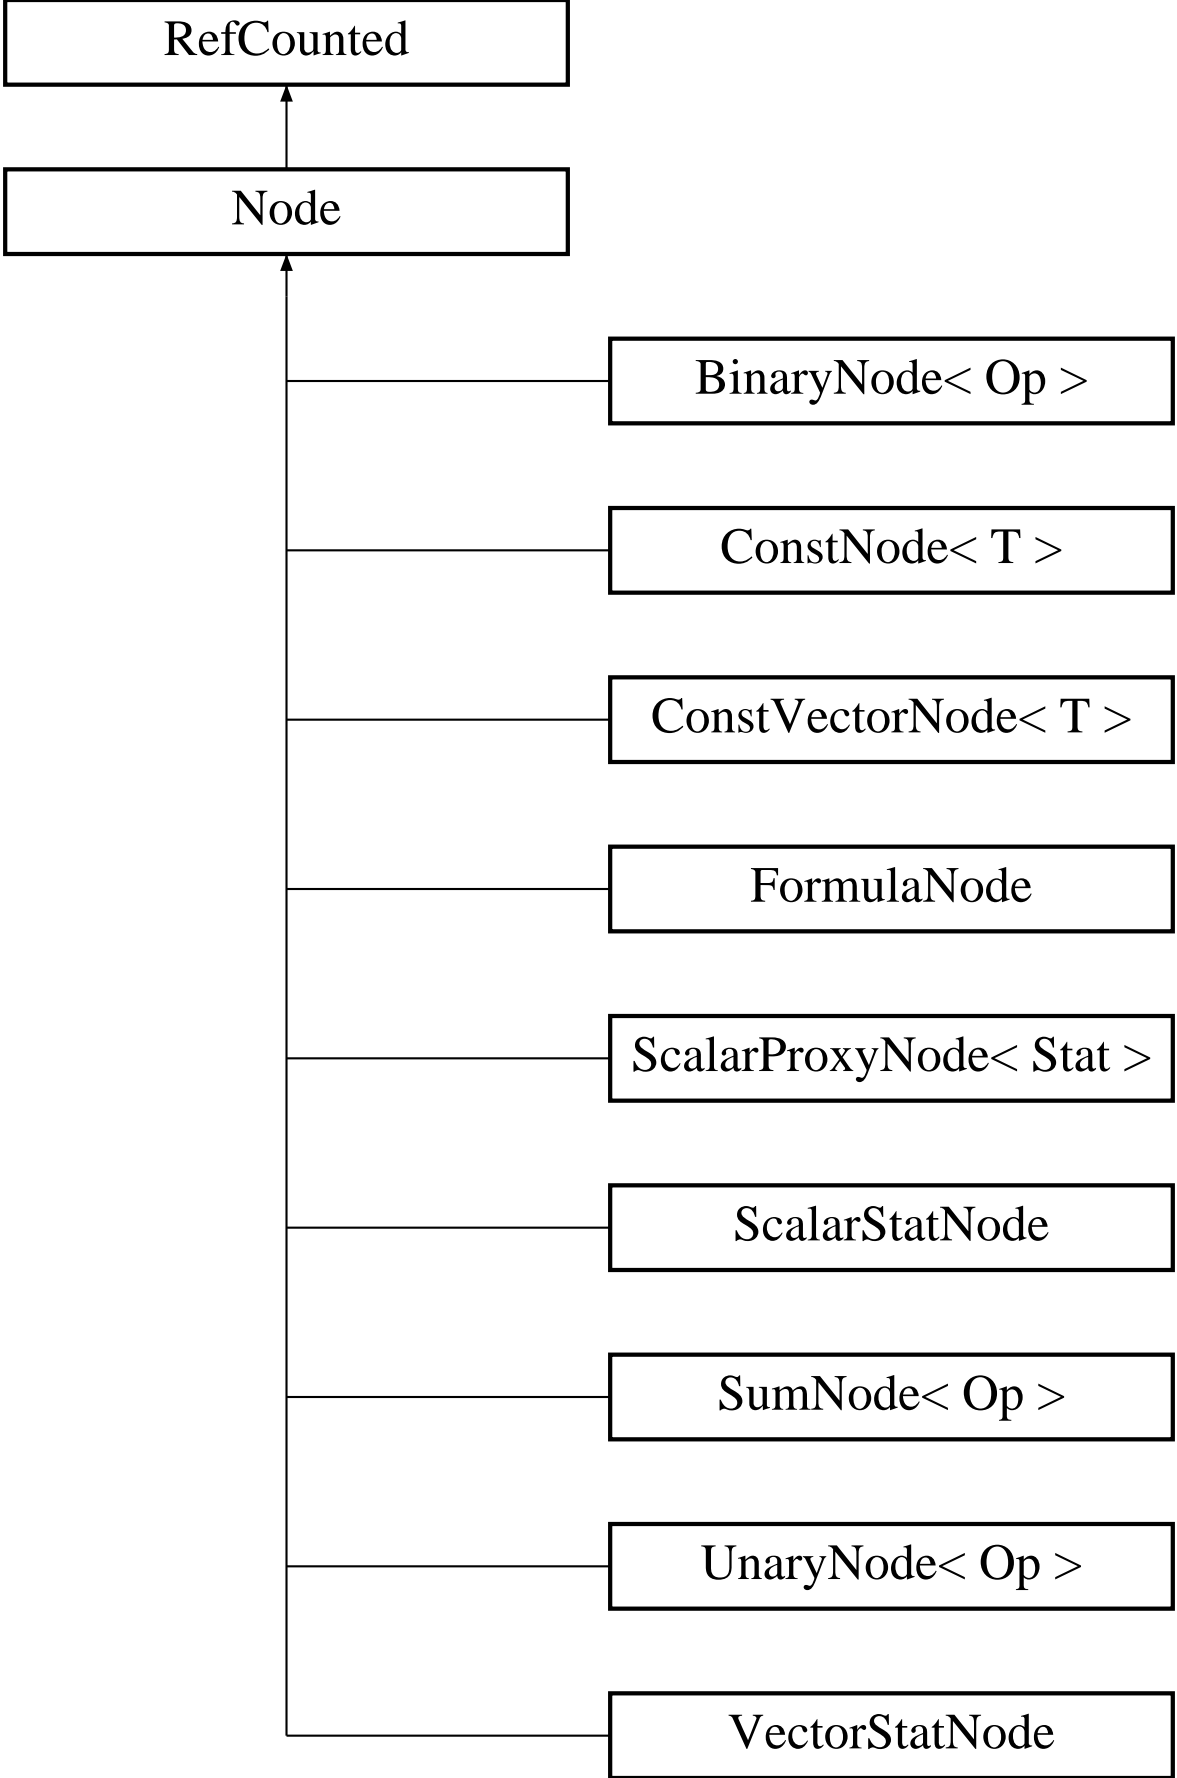 RefCounted
Node
BinaryNode< Op >
ConstNode< T >
ConstVectorNode< T >
FormulaNode
ScalarProxyNode< Stat >
ScalarStatNode
SumNode< Op >
UnaryNode< Op >
VectorStatNode